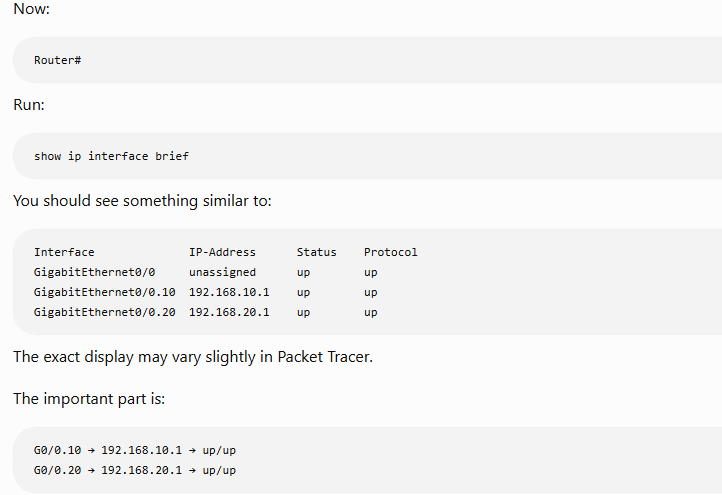 Now:
Router#
Run:
show ip interface brief
You should see something similar to:
Interface              IP-Address      Status    Protocol
GigabitEthernet0/0     unassigned      up        up
GigabitEthernet0/0.10  192.168.10.1    up        up
GigabitEthernet0/0.20  192.168.20.1    up        up
The exact display may vary slightly in Packet Tracer.
The important part is:
G0/0.10 → 192.168.10.1 → up/up
G0/0.20 → 192.168.20.1 → up/up